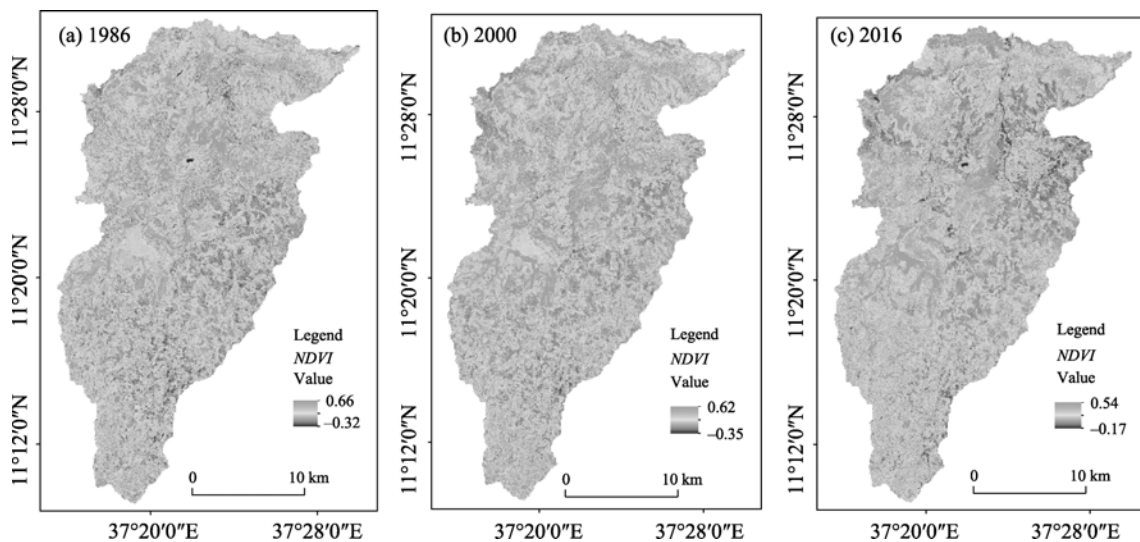 (a) 1986
11°28′0″N
11°20′0″N
11°12′0″N
Legend
NDVI
Value
0.66
−0.32
0
10 km
37°20′0″E
37°28′0″E
(b) 2000
11°28′0″N
11°20′0″N
11°12′0″N
Legend
NDVI
Value
0.62
−0.35
0
10 km
37°20′0″E
37°28′0″E
(c) 2016
11°28′0″N
11°20′0″N
11°12′0″N
Legend
NDVI
Value
0.54
−0.17
0
10 km
37°20′0″E
37°28′0″E